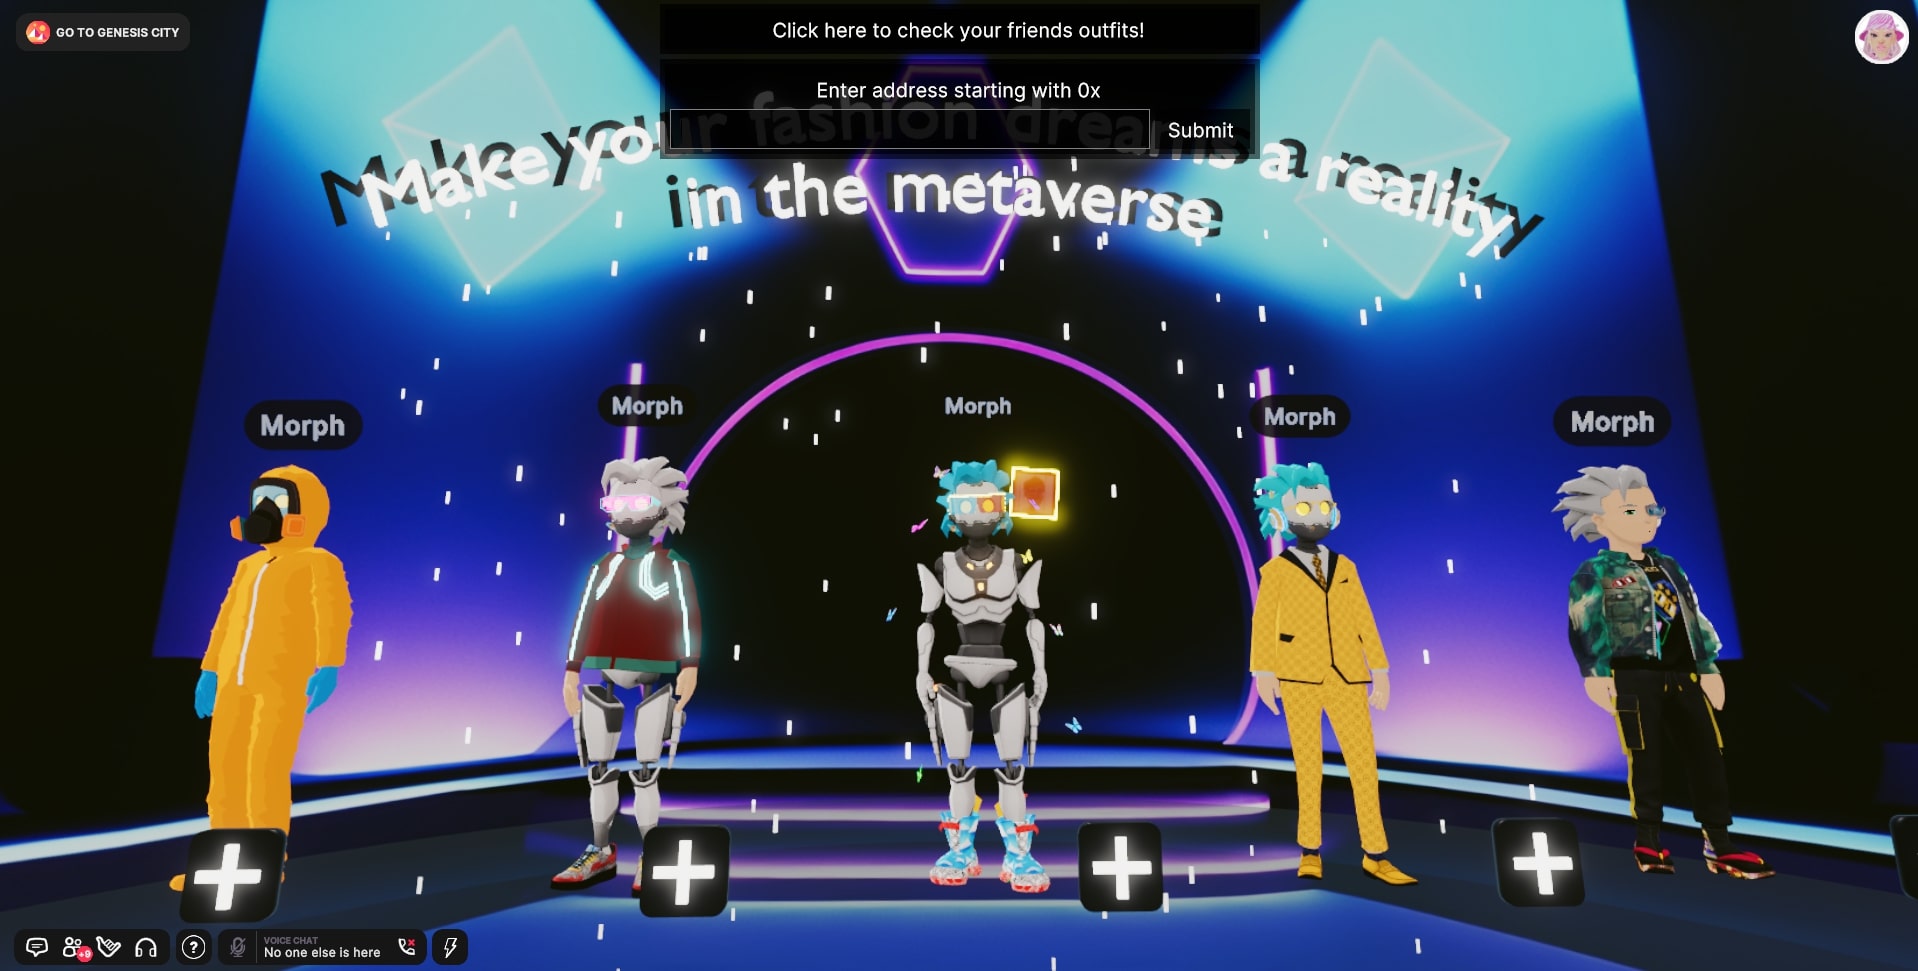 GO TO GENESIS CITY
Click here to check your friends outfits!
Enter address starting with 0x
Submit
Make your fashion dreams a reality
in the metaverse
Morph
Morph
Morph
Morph
Morph
+9
?
VOICE CHAT
No one else is here